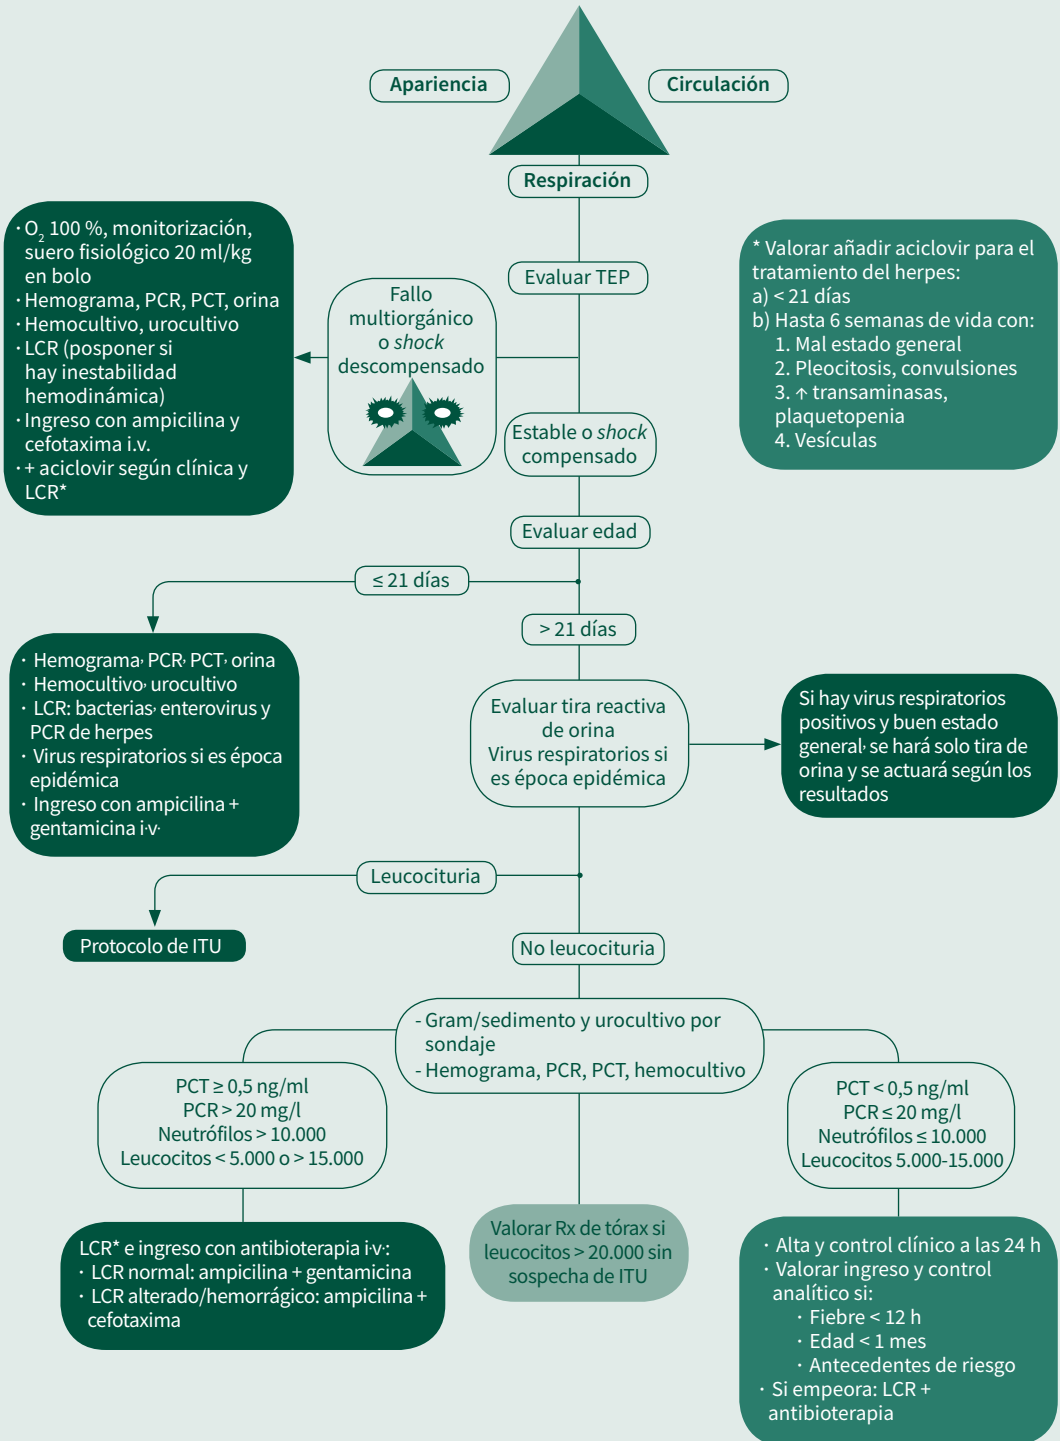 Apariencia
Circulación
Respiración
· O2 100 %, monitorización,
suero fisiológico 20 ml/kg
en bolo
· Hemograma, PCR, PCT, orina
· Hemocultivo, urocultivo
· LCR (posponer si
hay inestabilidad
hemodinámica)
· Ingreso con ampicilina y
cefotaxima i.v.
· + aciclovir según clínica y
LCR*
Evaluar TEP
Fallo
multiorgánico
o shock
descompensado
* Valorar añadir aciclovir para el
tratamiento del herpes:
a) < 21 días
b) Hasta 6 semanas de vida con:
1. Mal estado general
2. Pleocitosis, convulsiones
3. ↑ transaminasas,
plaquetopenia
4. Vesículas
Estable o shock
compensado
Evaluar edad
≤ 21 días
> 21 días
· Hemograma, PCR, PCT, orina
· Hemocultivo, urocultivo
· LCR: bacterias, enterovirus y
PCR de herpes
· Virus respiratorios si es época
epidémica
· Ingreso con ampicilina +
gentamicina i·v·
Evaluar tira reactiva
de orina
Virus respiratorios si
es época epidémica
Si hay virus respiratorios
positivos y buen estado
general, se hará solo tira de
orina y se actuará según los
resultados
Leucocituria
Protocolo de ITU
No leucocituria
- Gram/sedimento y urocultivo por
sondaje
- Hemograma, PCR, PCT, hemocultivo
PCT ≥ 0,5 ng/ml
PCR > 20 mg/l
Neutrófilos > 10.000
Leucocitos < 5.000 o > 15.000
PCT < 0,5 ng/ml
PCR ≤ 20 mg/l
Neutrófilos ≤ 10.000
Leucocitos 5.000-15.000
LCR* e ingreso con antibioterapia i·v·:
· LCR normal: ampicilina + gentamicina
· LCR alterado/hemorrágico: ampicilina +
cefotaxima
Valorar Rx de tórax si
leucocitos > 20.000 sin
sospecha de ITU
· Alta y control clínico a las 24 h
· Valorar ingreso y control
analítico si:
· Fiebre < 12 h
· Edad < 1 mes
· Antecedentes de riesgo
· Si empeora: LCR +
antibioterapia